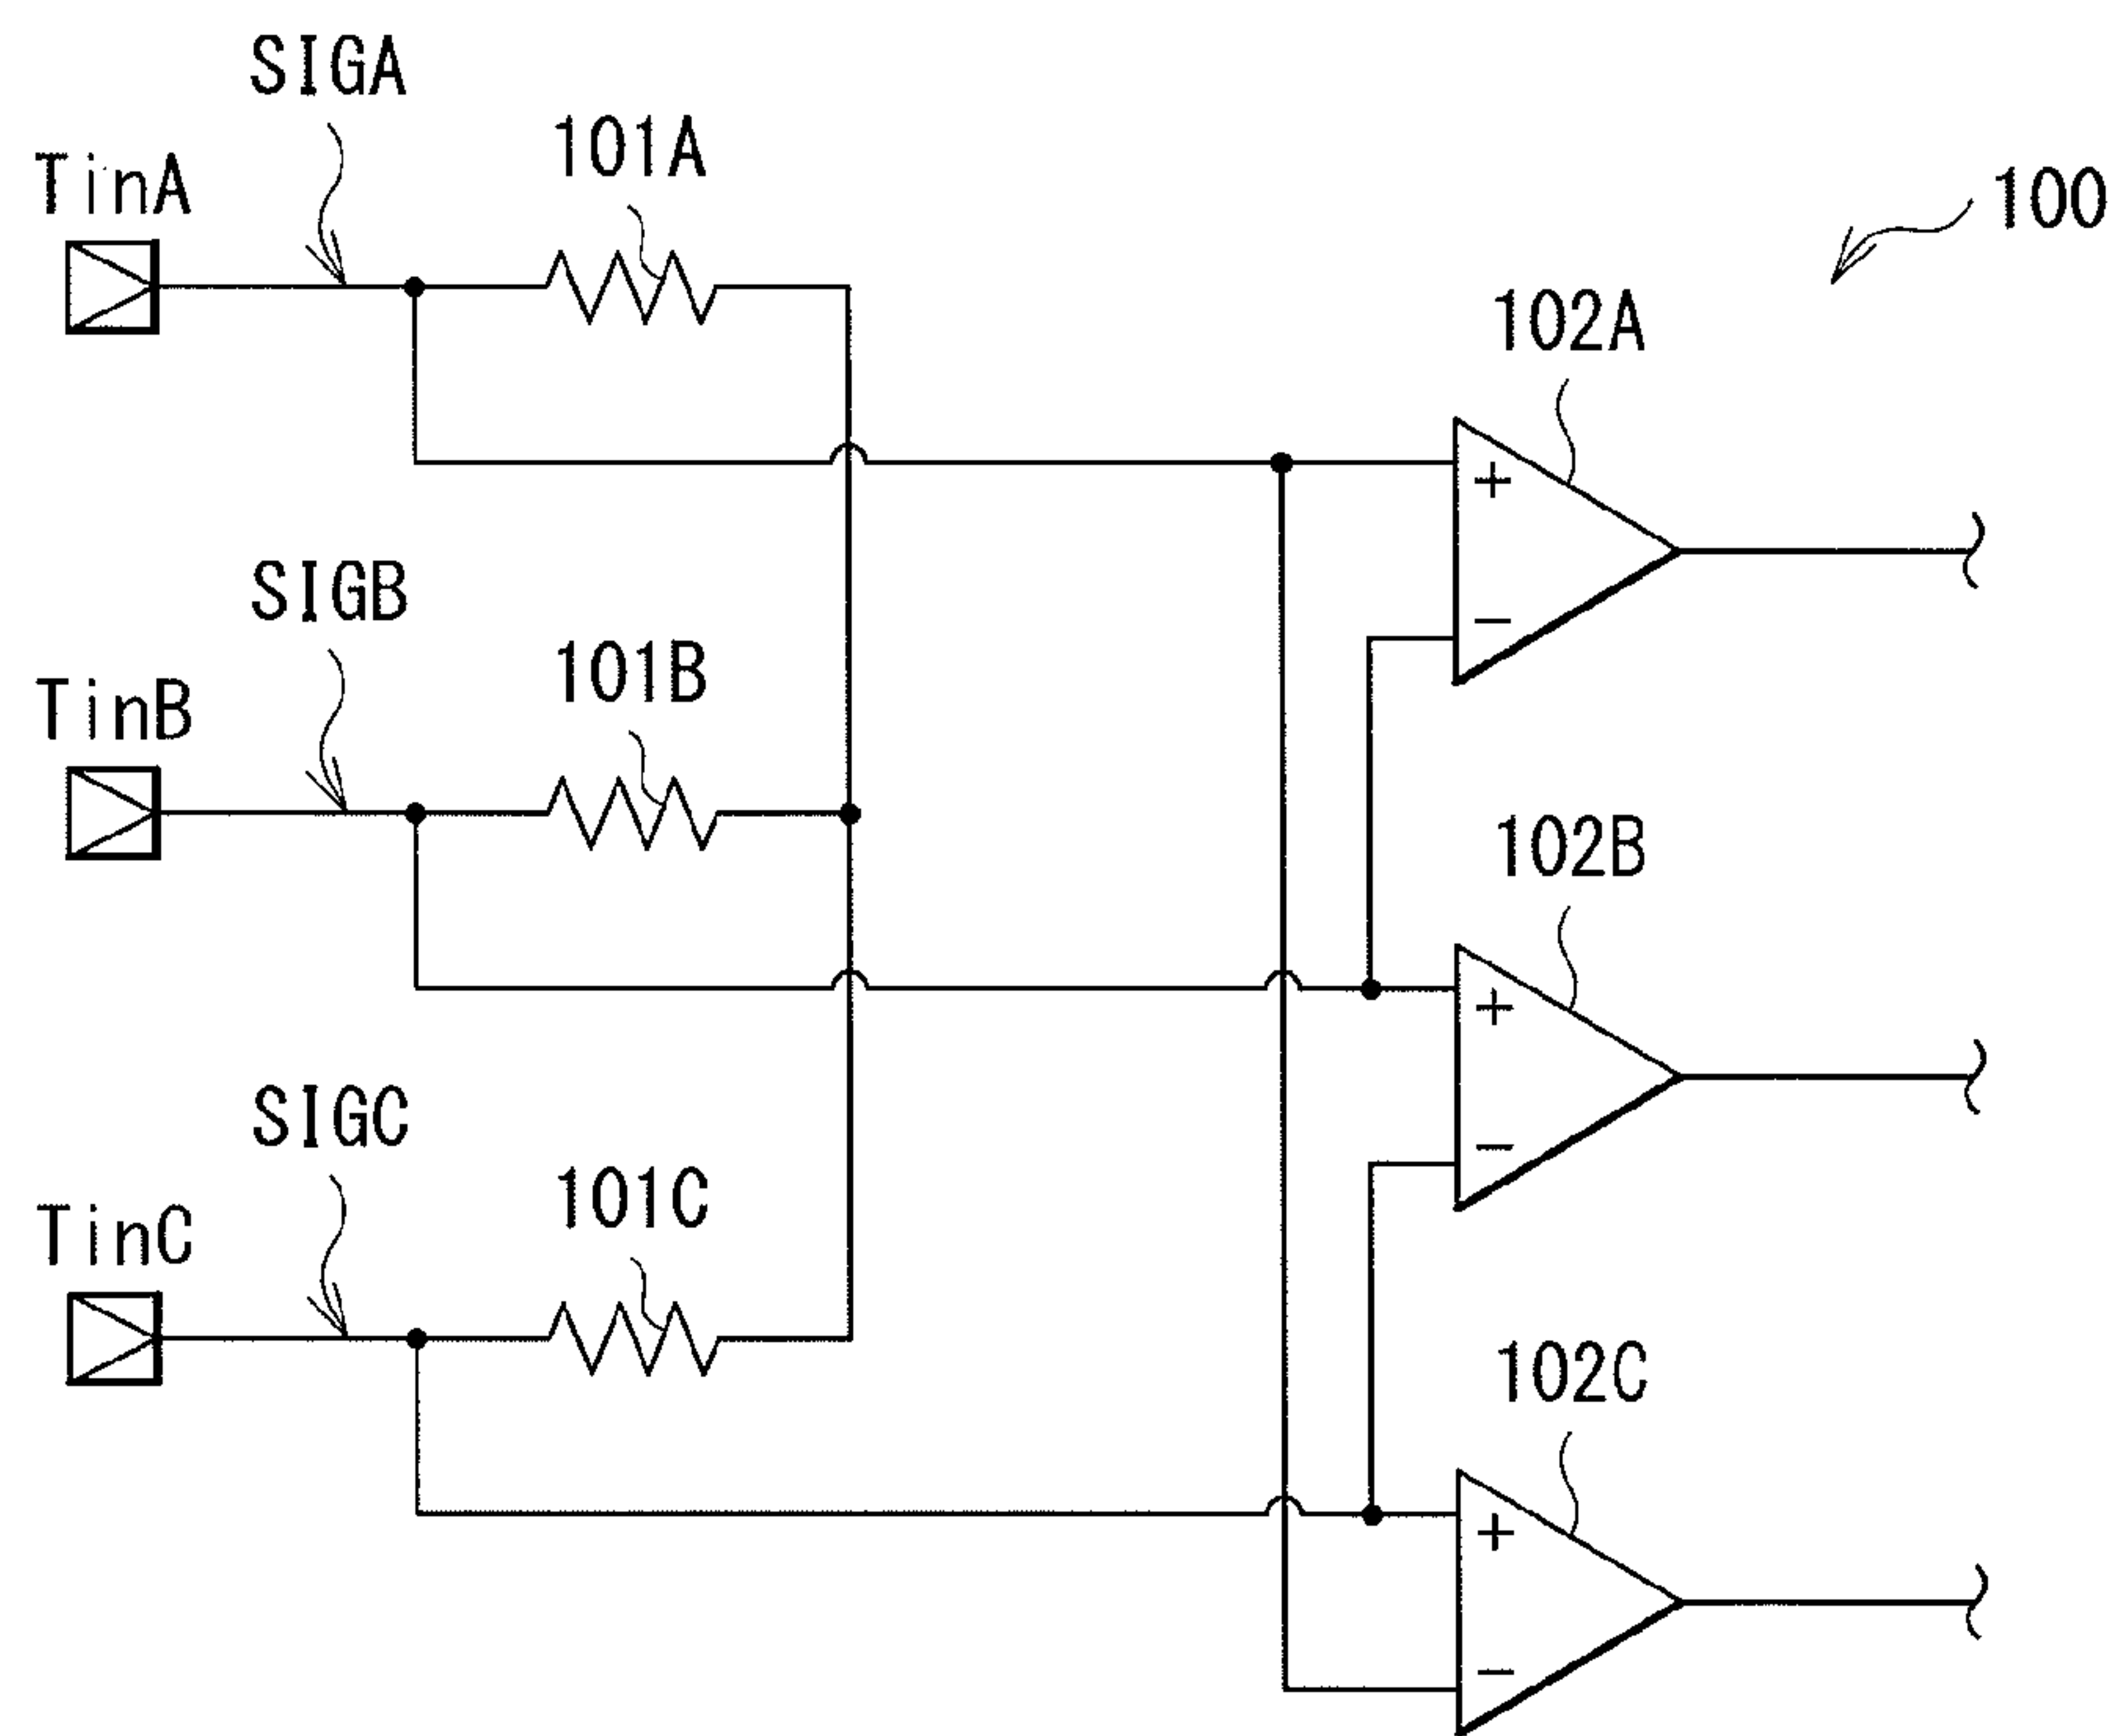 SIGA
101A
TinA
100
102A
+
−
SIGB
101B
TinB
102B
+
−
SIGC
101C
TinC
102C
+
−